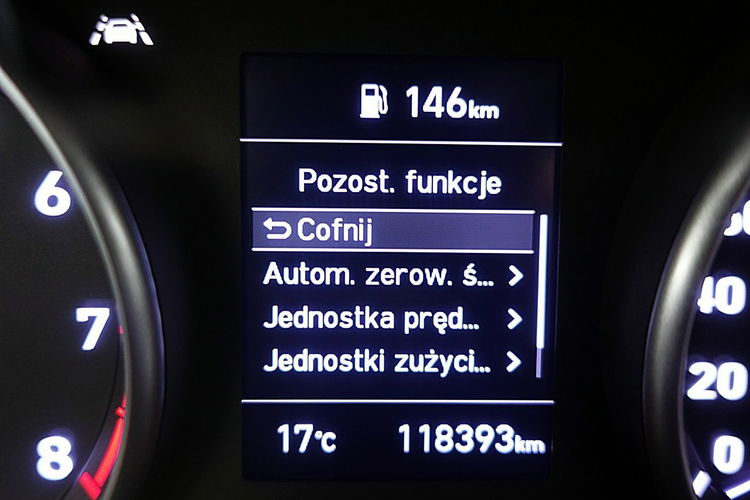 146km
Pozost. funkcje
Cofnij
Autom. zerow. ś...
Jednostka pręd...
Jednostki zużyci...
17°C 118393km
6
7
8
40
20
0